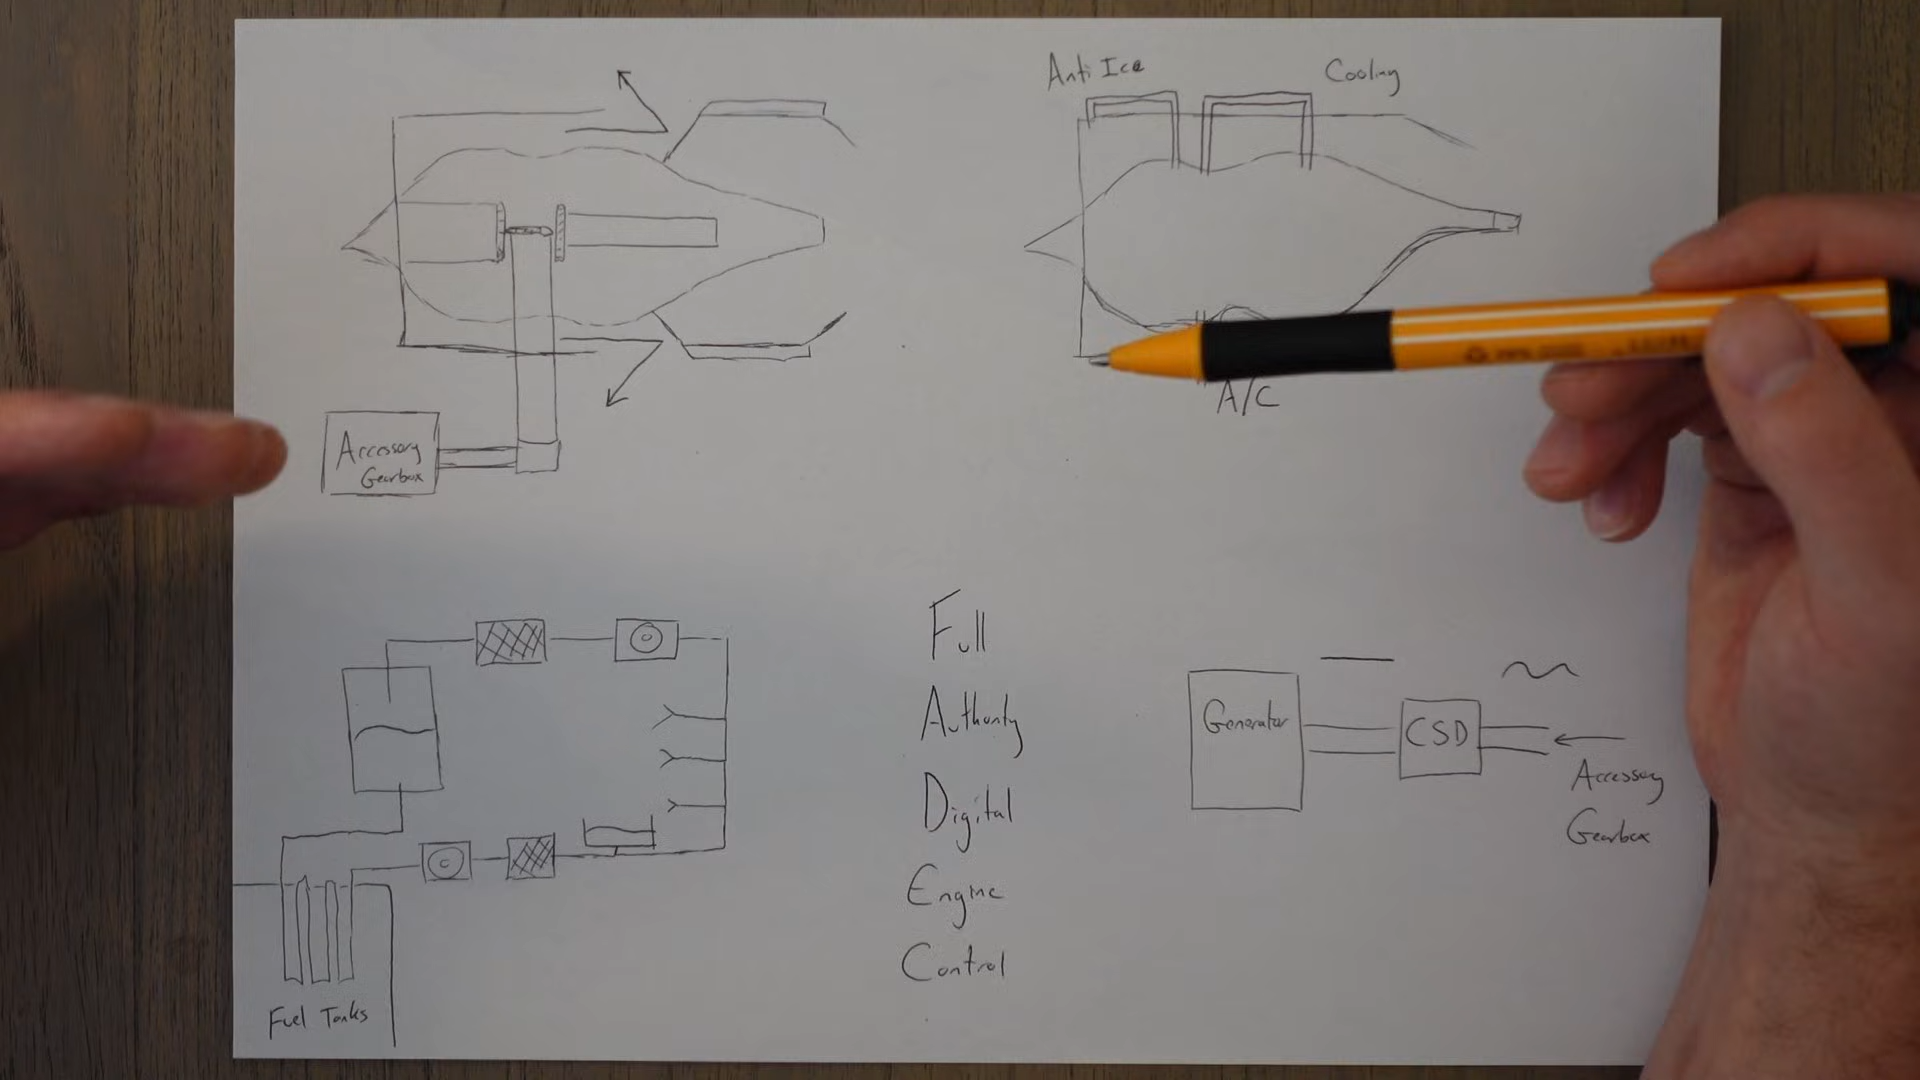 Anti Ice
Cooling
A/C
Accessory
Gearbox
Full
Authority
Digital
Engine
Control
Generator
CSD
Accessory
Gearbox
Fuel Tanks